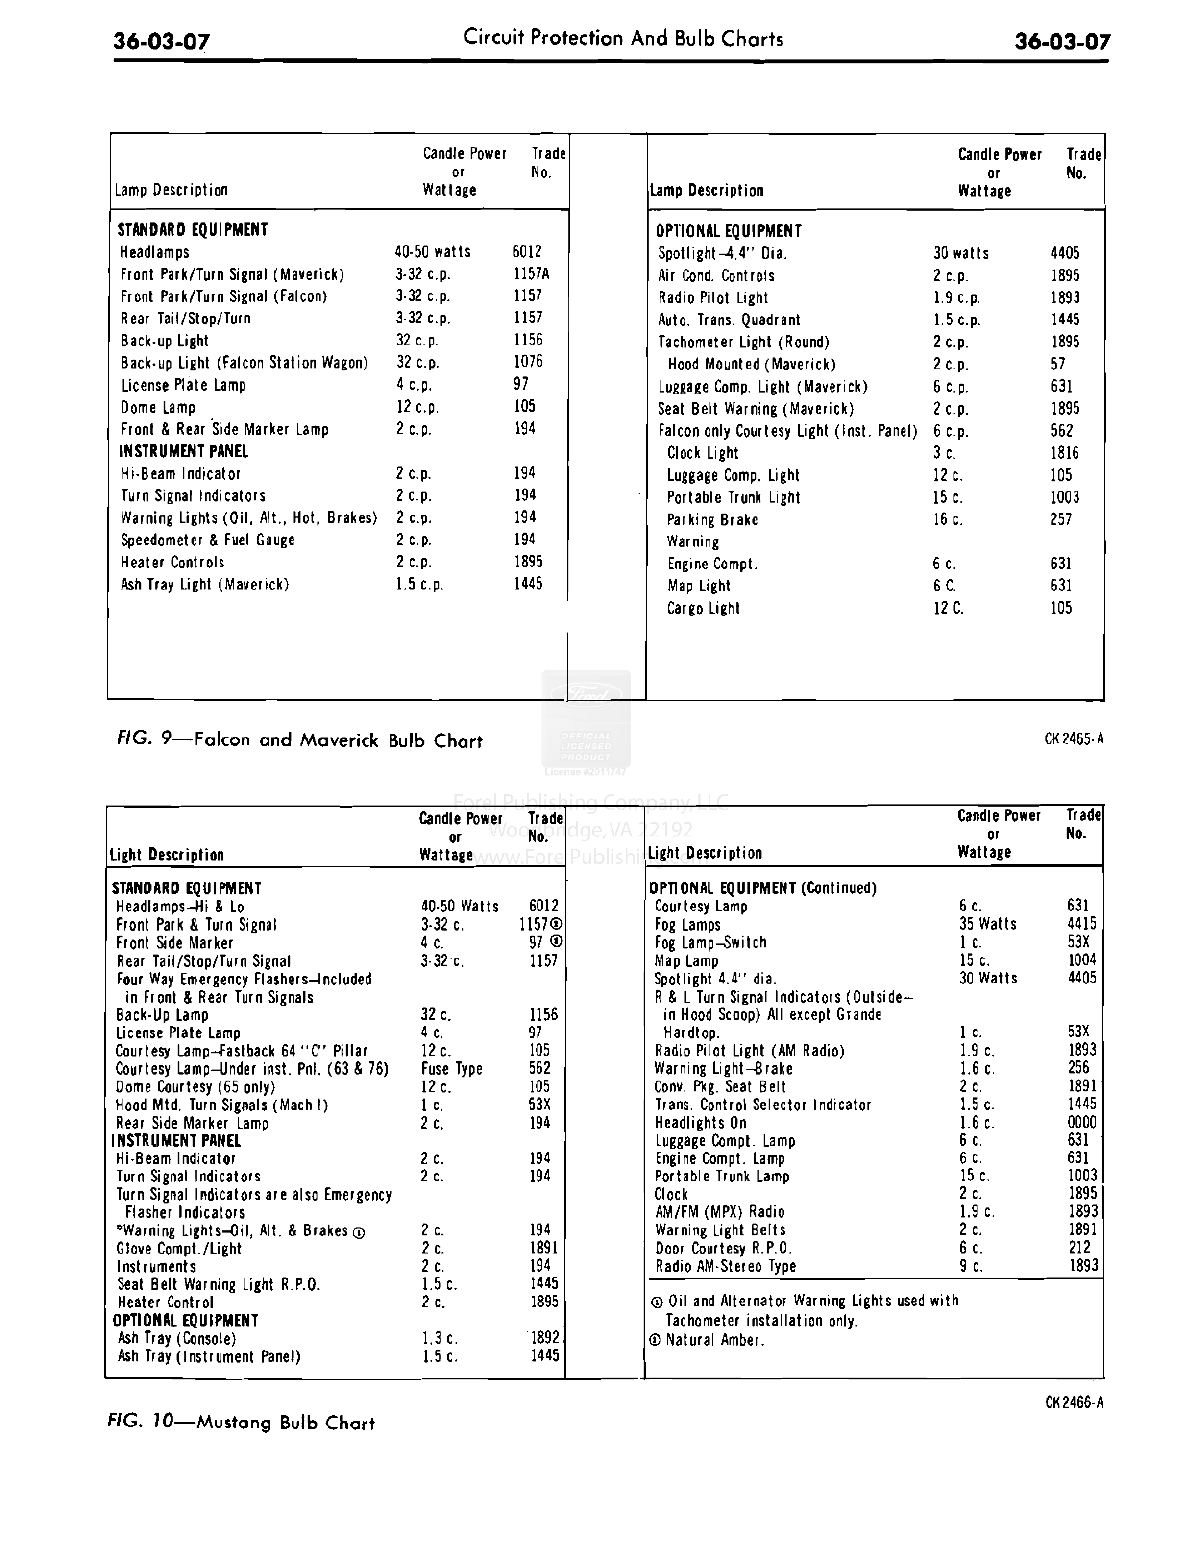 36-03-07 Circuit Protection And Bulb Charts 36-03-07
Candle Power Trade
or No.
Lamp Description Wattage
STANDARD EQUIPMENT
Headlamps 40-50 watts 6012
Front Park/Turn Signal (Maverick) 3-32 c.p. 1157A
Front Park/Turn Signal (Falcon) 3-32 c.p. 1157
Rear Tail/Stop/Turn 3-32 c.p. 1157
Back-up Light 32 c.p. 1156
Back-up Light (Falcon Station Wagon) 32 c.p. 1076
License Plate Lamp 4 c.p. 97
Dome Lamp 12 c.p. 105
Front & Rear Side Marker Lamp 2 c.p. 194
INSTRUMENT PANEL
Hi-Beam Indicator 2 c.p. 194
Turn Signal Indicators 2 c.p. 194
Warning Lights (Oil, Alt., Hot, Brakes) 2 c.p. 194
Speedometer & Fuel Gauge 2 c.p. 194
Heater Controls 2 c.p. 1895
Ash Tray Light (Maverick) 1.5 c.p. 1445
Candle Power Trade
or No.
Lamp Description Wattage
OPTIONAL EQUIPMENT
Spotlight-4.4" Dia. 30 watts 4405
Air Cond. Controls 2 c.p. 1895
Radio Pilot Light 1.9 c.p. 1893
Auto. Trans. Quadrant 1.5 c.p. 1445
Tachometer Light (Round) 2 c.p. 1895
Hood Mounted (Maverick) 2 c.p. 57
Luggage Comp. Light (Maverick) 6 c.p. 631
Seat Belt Warning (Maverick) 2 c.p. 1895
Falcon only Courtesy Light (Inst. Panel) 6 c.p. 562
Clock Light 3 c. 1816
Luggage Comp. Light 12 c. 105
Portable Trunk Light 15 c. 1003
Parking Brake 16 c. 257
Warning
Engine Compt. 6 c. 631
Map Light 6 C. 631
Cargo Light 12 C. 105
FIG. 9—Falcon and Maverick Bulb Chart CK2465-A
Ford
OFFICIAL
LICENSED
PRODUCT
License #2011747
Forel Publishing Company, LLC
Woodbridge, VA 22192
www.ForelPublishing.com
Candle Power Trade
or No.
Light Description Wattage
STANDARD EQUIPMENT
Headlamps-Hi & Lo 40-50 Watts 6012
Front Park & Turn Signal 3-32 c. 1157②
Front Side Marker 4 c. 97 ②
Rear Tail/Stop/Turn Signal 3-32 c. 1157
Four Way Emergency Flashers-Included
in Front & Rear Turn Signals
Back-Up Lamp 32 c. 1156
License Plate Lamp 4 c. 97
Courtesy Lamp-Fastback 64 "C" Pillar 12 c. 105
Courtesy Lamp-Under inst. Pnl. (63 & 76) Fuse Type 562
Dome Courtesy (65 only) 12 c. 105
Hood Mtd. Turn Signals (Mach I) 1 c. 53X
Rear Side Marker Lamp 2 c. 194
INSTRUMENT PANEL
Hi-Beam Indicator 2 c. 194
Turn Signal Indicators 2 c. 194
Turn Signal Indicators are also Emergency
Flasher Indicators
*Warning Lights-Oil, Alt. & Brakes ① 2 c. 194
Glove Compt./Light 2 c. 1891
Instruments 2 c. 194
Seat Belt Warning Light R.P.O. 1.5 c. 1445
Heater Control 2 c. 1895
OPTIONAL EQUIPMENT
Ash Tray (Console) 1.3 c. 1892
Ash Tray (Instrument Panel) 1.5 c. 1445
Candle Power Trade
or No.
Light Description Wattage
OPTIONAL EQUIPMENT (Continued)
Courtesy Lamp 6 c. 631
Fog Lamps 35 Watts 4415
Fog Lamp-Switch 1 c. 53X
Map Lamp 15 c. 1004
Spotlight 4.4" dia. 30 Watts 4405
R & L Turn Signal Indicators (Outside-
in Hood Scoop) All except Grande
Hardtop. 1 c. 53X
Radio Pilot Light (AM Radio) 1.9 c. 1893
Warning Light-Brake 1.6 c. 256
Conv. Pkg. Seat Belt 2 c. 1891
Trans. Control Selector Indicator 1.5 c. 1445
Headlights On 1.6 c. 0000
Luggage Compt. Lamp 6 c. 631
Engine Compt. Lamp 6 c. 631
Portable Trunk Lamp 15 c. 1003
Clock 2 c. 1895
AM/FM (MPX) Radio 1.9 c. 1893
Warning Light Belts 2 c. 1891
Door Courtesy R.P.O. 6 c. 212
Radio AM-Stereo Type 9 c. 1893
① Oil and Alternator Warning Lights used with
Tachometer installation only.
② Natural Amber.
FIG. 10—Mustang Bulb Chart CK2466-A